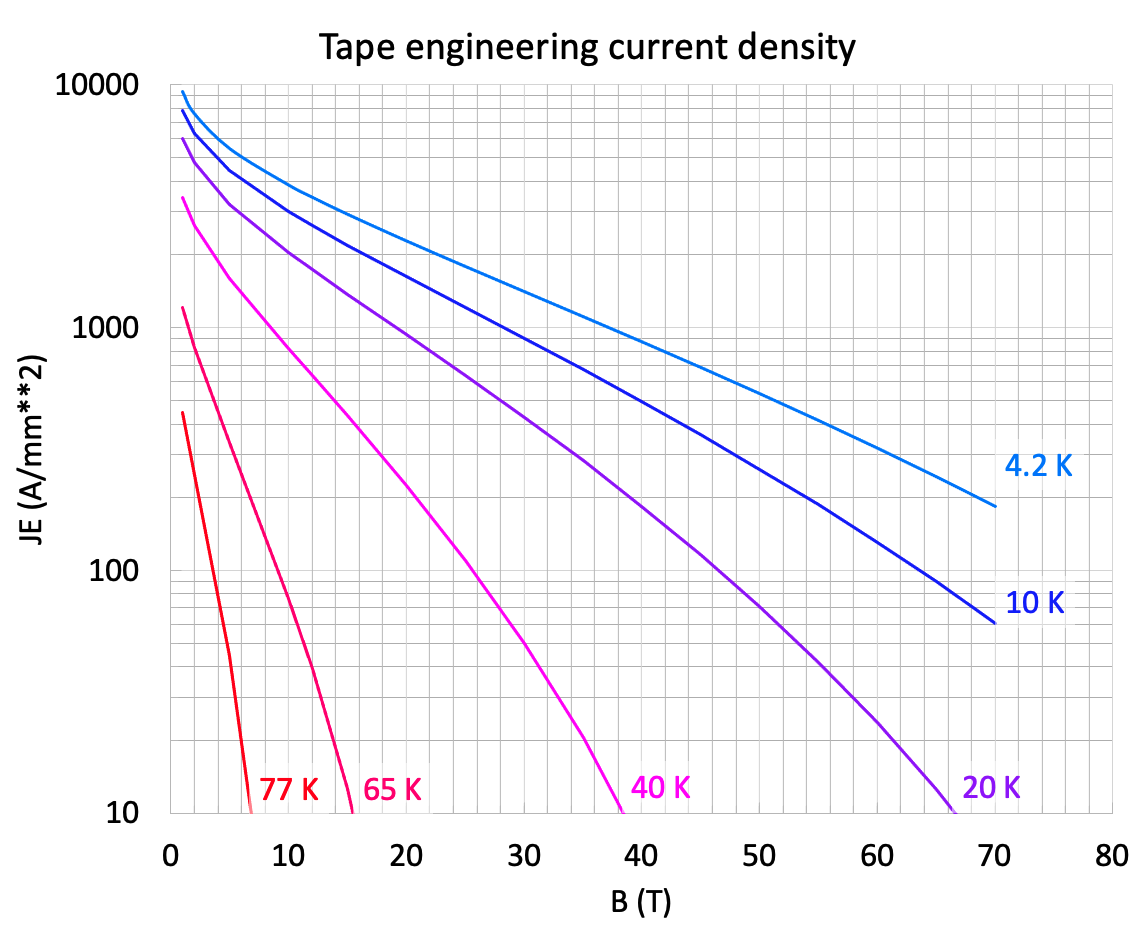 Tape engineering current density
10000
1000
100
10
JE (A/mm**2)
4.2 K
10 K
77 K
65 K
40 K
20 K
0 10 20 30 40 50 60 70 80
B (T)